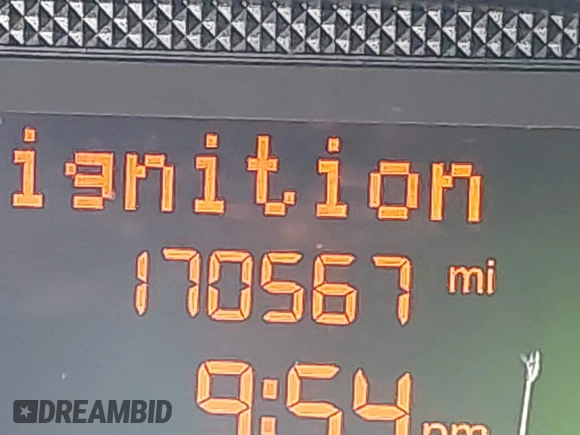 ignition
170567 mi
9:54 pm
DREAMBID